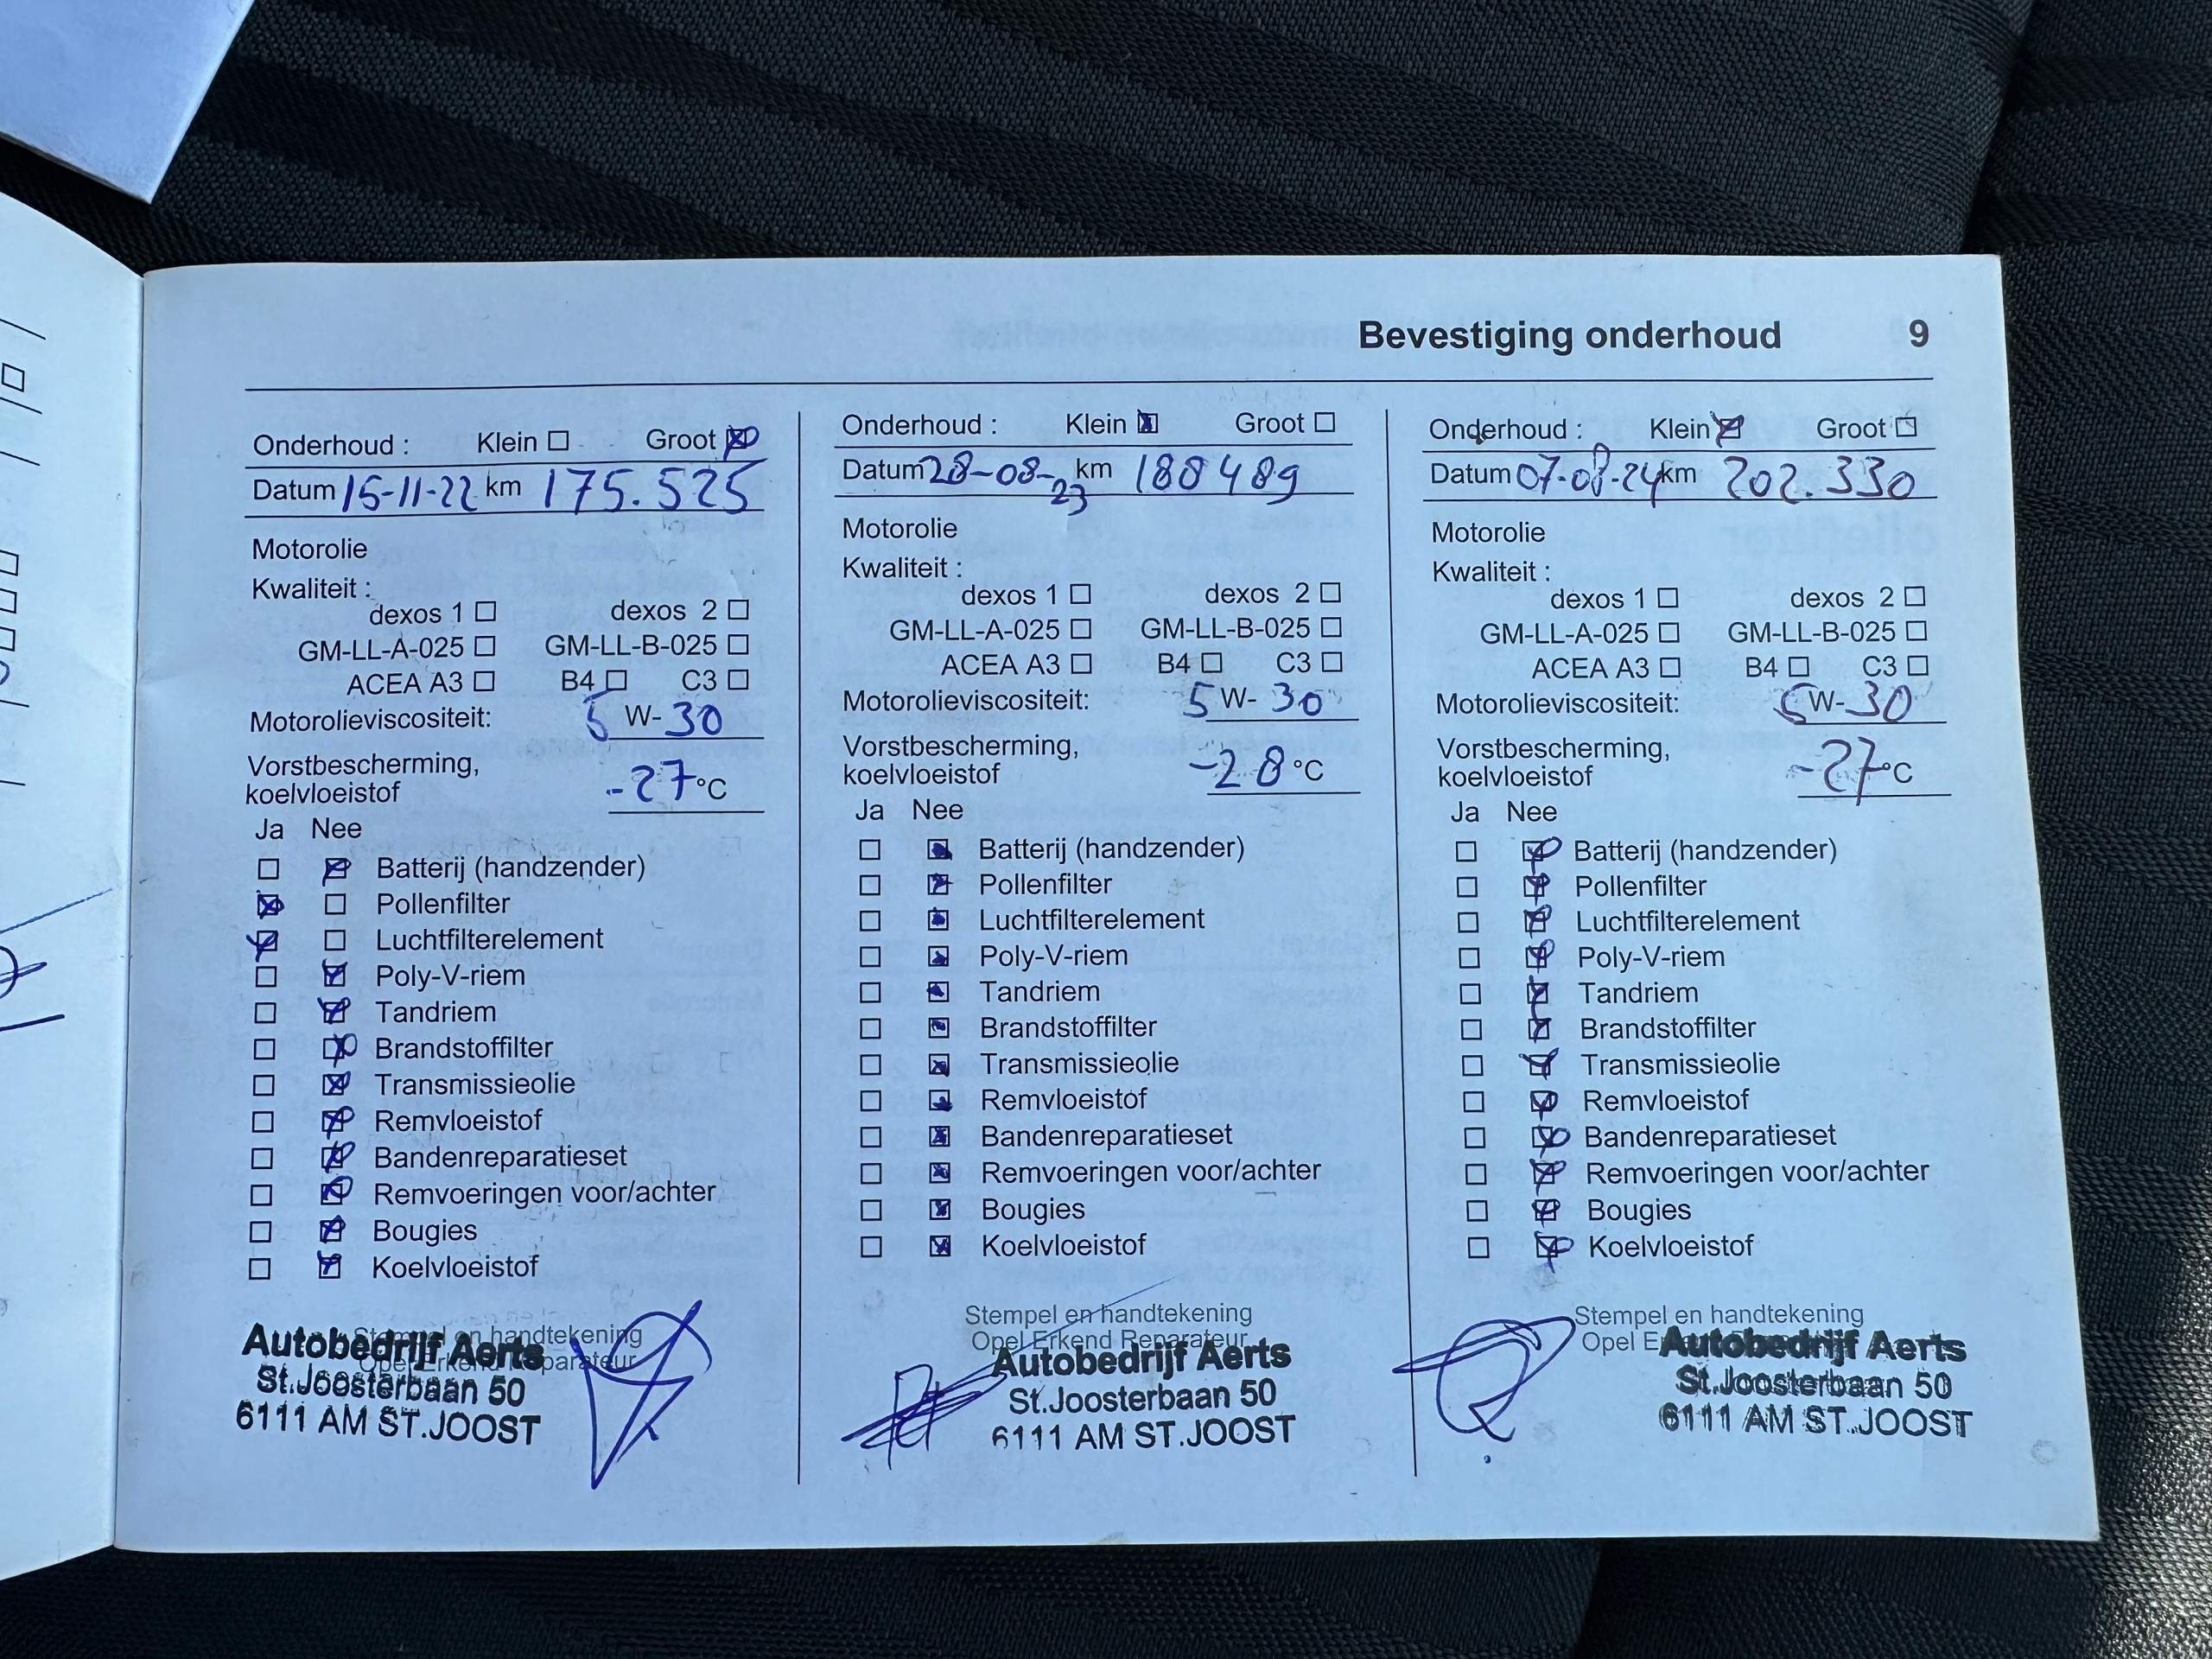 Bevestiging onderhoud 9
Onderhoud : Klein Groot
Datum 15-11-22 km 175.525
Motorolie
Kwaliteit :
dexos 1 dexos 2
GM-LL-A-025 GM-LL-B-025
ACEA A3 B4 C3
Motorolieviscositeit: 5 W- 30
Vorstbescherming,
koelvloeistof -27 °C
Ja Nee
Batterij (handzender)
Pollenfilter
Luchtfilterelement
Poly-V-riem
Tandriem
Brandstoffilter
Transmissieolie
Remvloeistof
Bandenreparatieset
Remvoeringen voor/achter
Bougies
Koelvloeistof
Stempel en handtekening
Opel Erkend Reparateur
Autobedrijf Aerts
St.Joosterbaan 50
6111 AM ST.JOOST
Onderhoud : Klein Groot
Datum 28-08-23 km 188489
Motorolie
Kwaliteit :
dexos 1 dexos 2
GM-LL-A-025 GM-LL-B-025
ACEA A3 B4 C3
Motorolieviscositeit: 5 W- 30
Vorstbescherming,
koelvloeistof -28 °C
Ja Nee
Batterij (handzender)
Pollenfilter
Luchtfilterelement
Poly-V-riem
Tandriem
Brandstoffilter
Transmissieolie
Remvloeistof
Bandenreparatieset
Remvoeringen voor/achter
Bougies
Koelvloeistof
Stempel en handtekening
Opel Erkend Reparateur
Autobedrijf Aerts
St.Joosterbaan 50
6111 AM ST.JOOST
Onderhoud : Klein Groot
Datum 07-08-24 km 202.330
Motorolie
Kwaliteit :
dexos 1 dexos 2
GM-LL-A-025 GM-LL-B-025
ACEA A3 B4 C3
Motorolieviscositeit: 5 W- 30
Vorstbescherming,
koelvloeistof -27 °C
Ja Nee
Batterij (handzender)
Pollenfilter
Luchtfilterelement
Poly-V-riem
Tandriem
Brandstoffilter
Transmissieolie
Remvloeistof
Bandenreparatieset
Remvoeringen voor/achter
Bougies
Koelvloeistof
Stempel en handtekening
Opel
Autobedrijf Aerts
St.Joosterbaan 50
6111 AM ST.JOOST